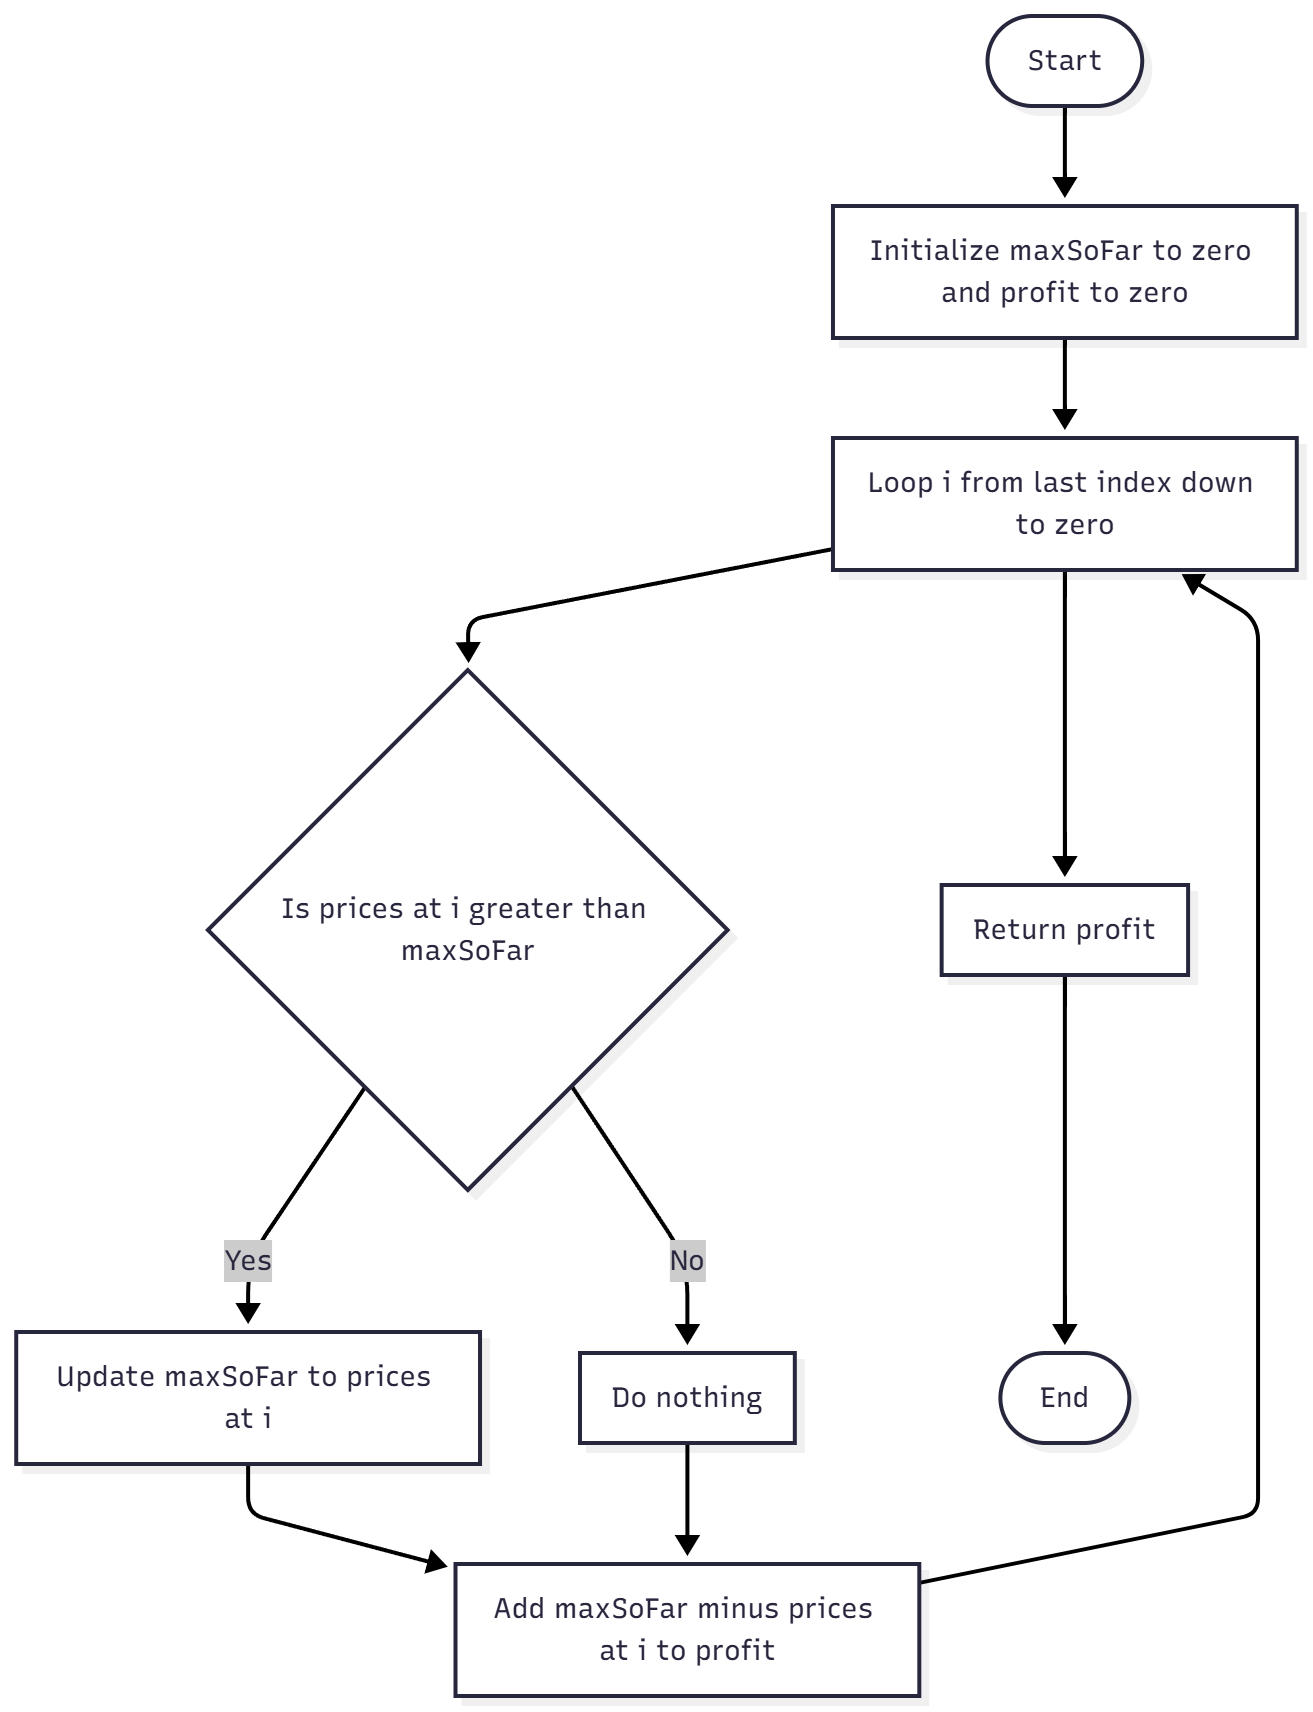 Start
Initialize maxSoFar to zero
and profit to zero
Loop i from last index down
to zero
Is prices at i greater than
maxSoFar
Return profit
Yes
No
Update maxSoFar to prices
at i
Do nothing
End
Add maxSoFar minus prices
at i to profit